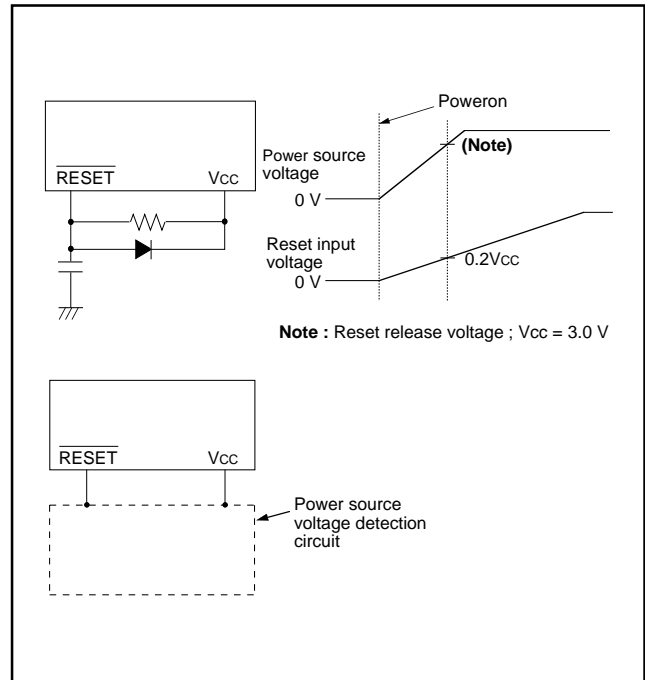 Poweron
(Note)
Power source
voltage
0 V
RESET
VCC
Reset input
voltage
0 V
0.2VCC
Note : Reset release voltage ; Vcc = 3.0 V
RESET
VCC
Power source
voltage detection
circuit